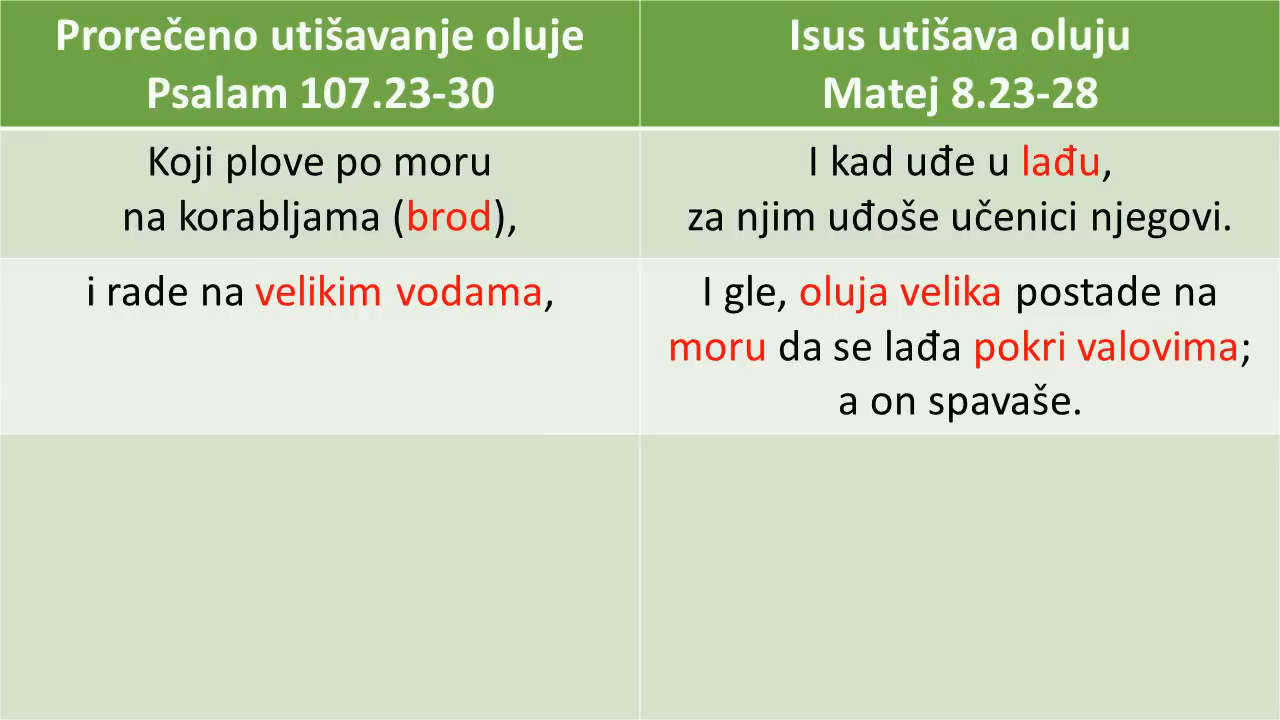 Prorečeno utišavanje oluje
Psalam 107.23-30
Isus utišava oluju
Matej 8.23-28
Koji plove po moru
na korabljama (brod),
I kad uđe u lađu,
za njim uđoše učenici njegovi.
i rade na velikim vodama,
I gle, oluja velika postade na
moru da se lađa pokri valovima;
a on spavaše.